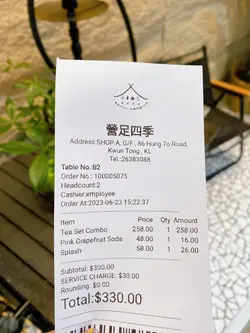 營足四季
Address:SHOP A, G/F , 86 Hung To Road,
Kwun Tong , KL
Tel.:26383088
Table No.:B2
Order No.: 100005075
Headcount:2
Cashier:employee
Order At:2023-06-23 15:22:37
Item Price Qty Amount
Tea Set Combo 258.00 1 258.00
Pink Grapefruit Soda 48.00 1 16.00
Splash 58.00 1 26.00
Subtotal: $300.00
SERVICE CHARGE: $30.00
Rounding: $0.00
Total:$330.00